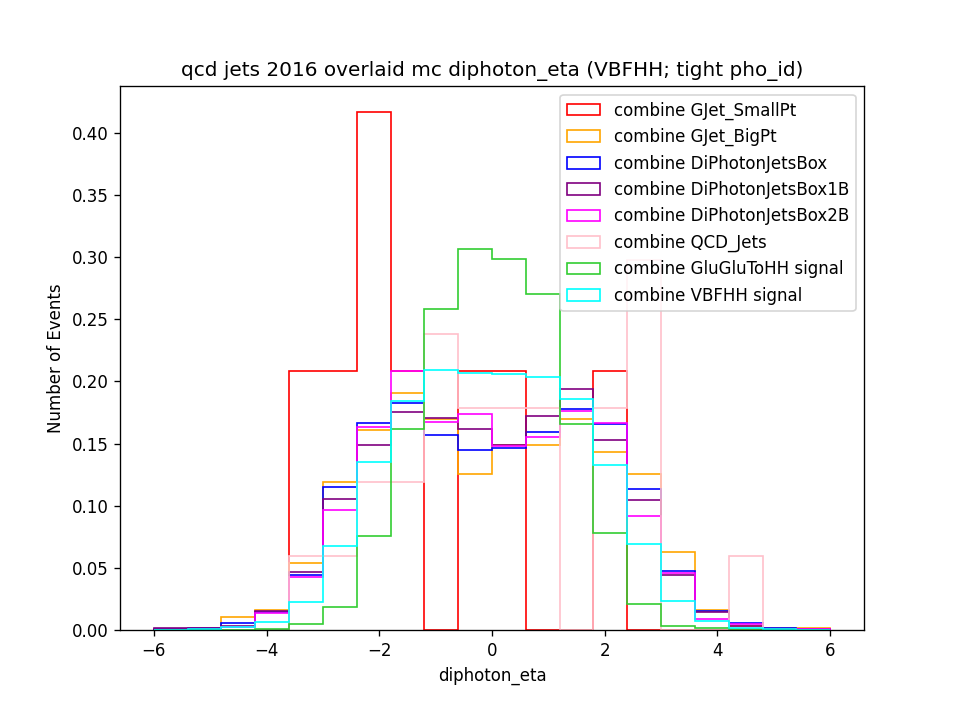 qcd jets 2016 overlaid mc diphoton_eta (VBFHH; tight pho_id)
combine GJet_SmallPt
combine GJet_BigPt
combine DiPhotonJetsBox
combine DiPhotonJetsBox1B
combine DiPhotonJetsBox2B
combine QCD_Jets
combine GluGluToHH signal
combine VBFHH signal
Number of Events
0.40
0.35
0.30
0.25
0.20
0.15
0.10
0.05
0.00
−6 −4 −2 0 2 4 6
diphoton_eta